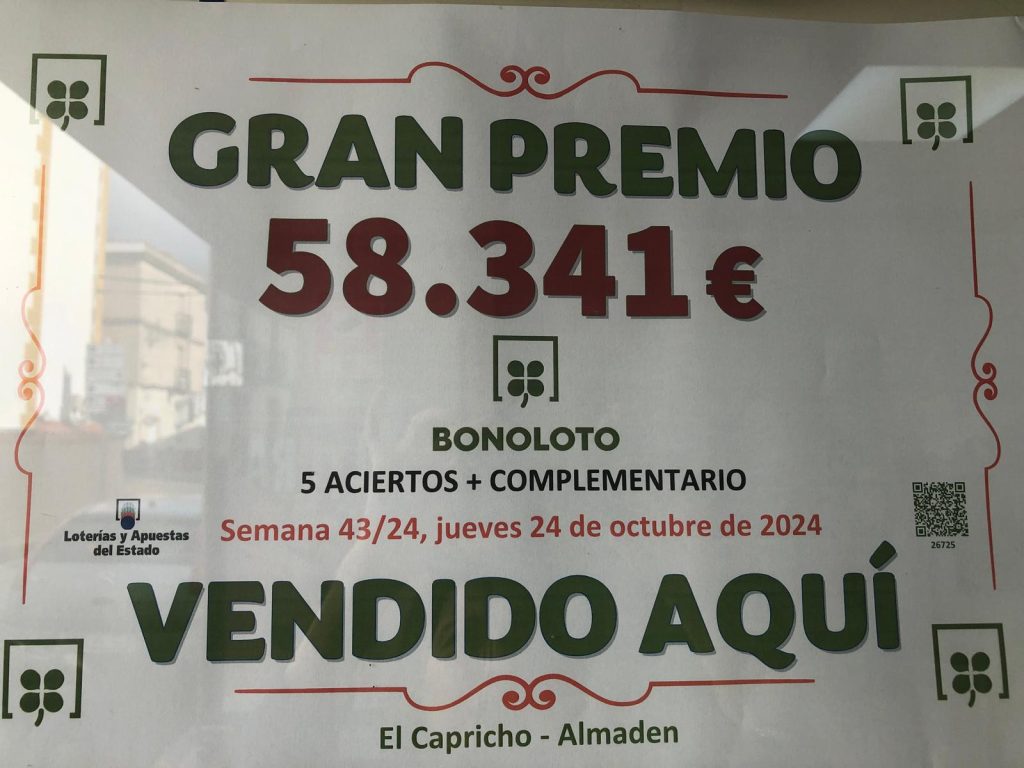 GRAN PREMIO
58.341 €
BONOLOTO
5 ACIERTOS + COMPLEMENTARIO
Semana 43/24, jueves 24 de octubre de 2024
Loterías y Apuestas
del Estado
26725
VENDIDO AQUÍ
El Capricho - Almaden